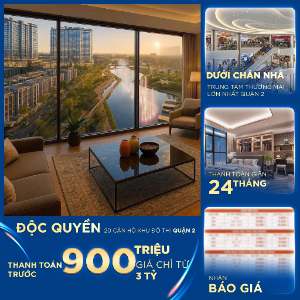 DƯỚI CHÂN NHÀ
TRUNG TÂM THƯƠNG MẠI
LỚN NHẤT QUẬN 2
THANH TOÁN GIÃN
24 THÁNG
ĐỘC QUYỀN 20 CĂN HỘ KHU ĐÔ THỊ QUẬN 2
THANH TOÁN TRƯỚC
900 TRIỆU
GIÁ CHỈ TỪ
3 TỶ
NHẬN
BÁO GIÁ